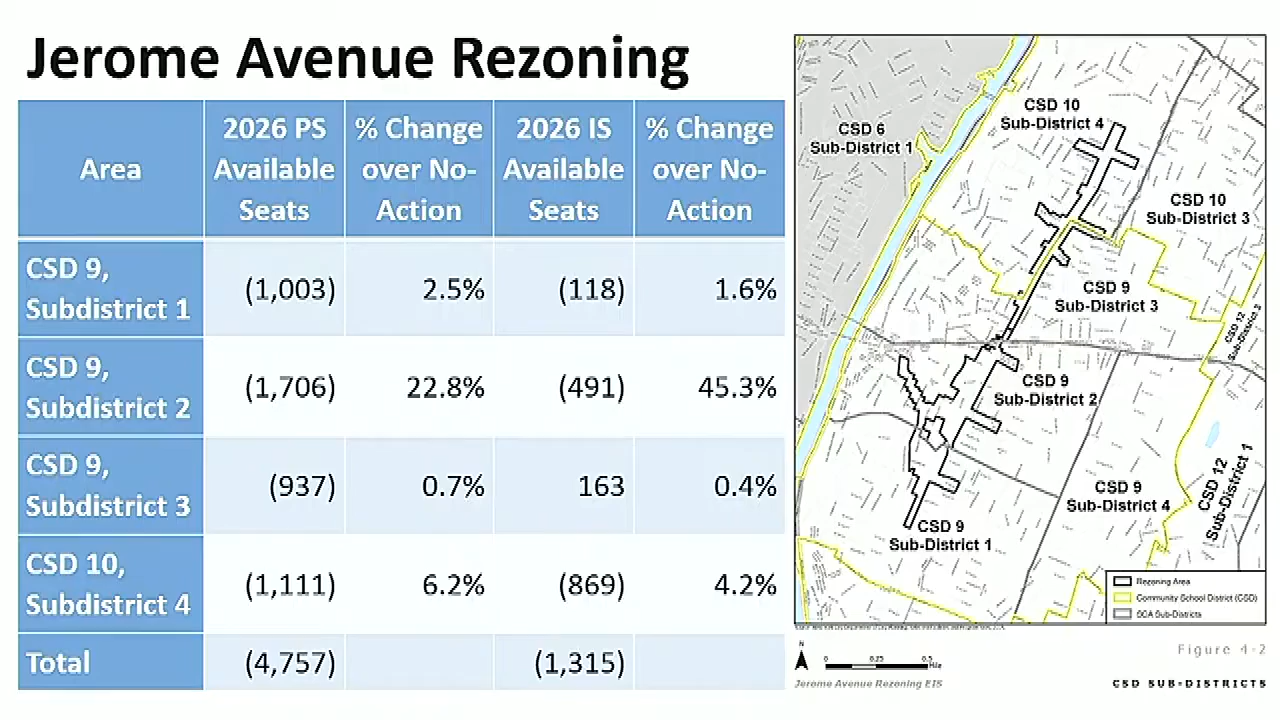 Jerome Avenue Rezoning
Area
2026 PS
Available
Seats
% Change
over No-
Action
2026 IS
Available
Seats
% Change
over No-
Action
CSD 9,
Subdistrict 1
(1,003)
2.5%
(118)
1.6%
CSD 9,
Subdistrict 2
(1,706)
22.8%
(491)
45.3%
CSD 9,
Subdistrict 3
(937)
0.7%
163
0.4%
CSD 10,
Subdistrict 4
(1,111)
6.2%
(869)
4.2%
Total
(4,757)
(1,315)
CSD 10
Sub-District 4
CSD 6
Sub-District 1
CSD 10
Sub-District 3
CSD 9
Sub-District 3
CSD 12
CSD 9
Sub-District 2
CSD 9
Sub-District 4
CSD 12
Sub-District 1
CSD 9
Sub-District 1
Rezoning Area
Community School District (CSD)
SCA Sub-Districts
N
0
0.25
0.5
Mile
Jerome Avenue Rezoning EIS
Figure 4-2
CSD SUB-DISTRICTS